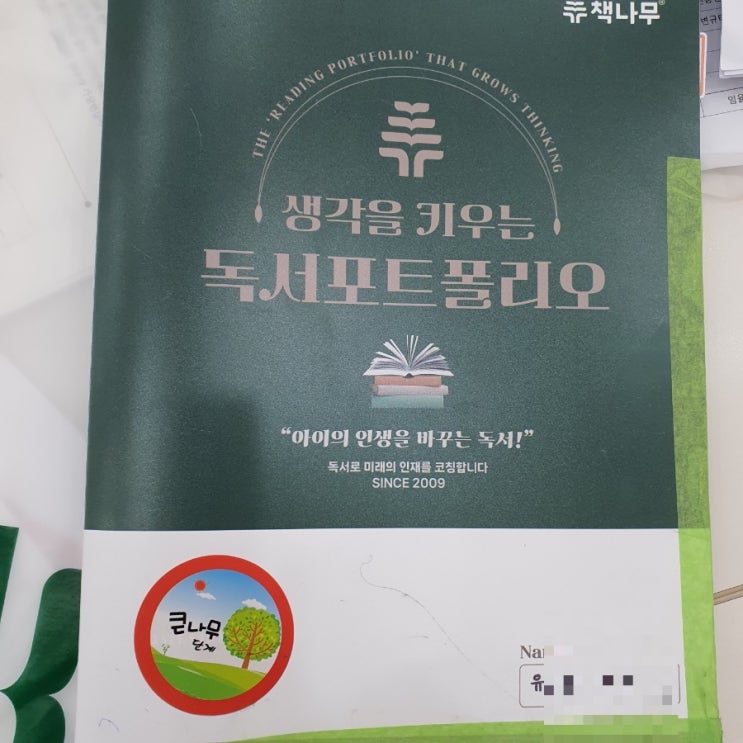 책나무
THE 'READING PORTFOLIO' THAT GROWS THINKING
생각을 키우는
독서포트폴리오
“아이의 인생을 바꾸는 독서!”
독서로 미래의 인재를 코칭합니다
SINCE 2009
큰나무
단계
유